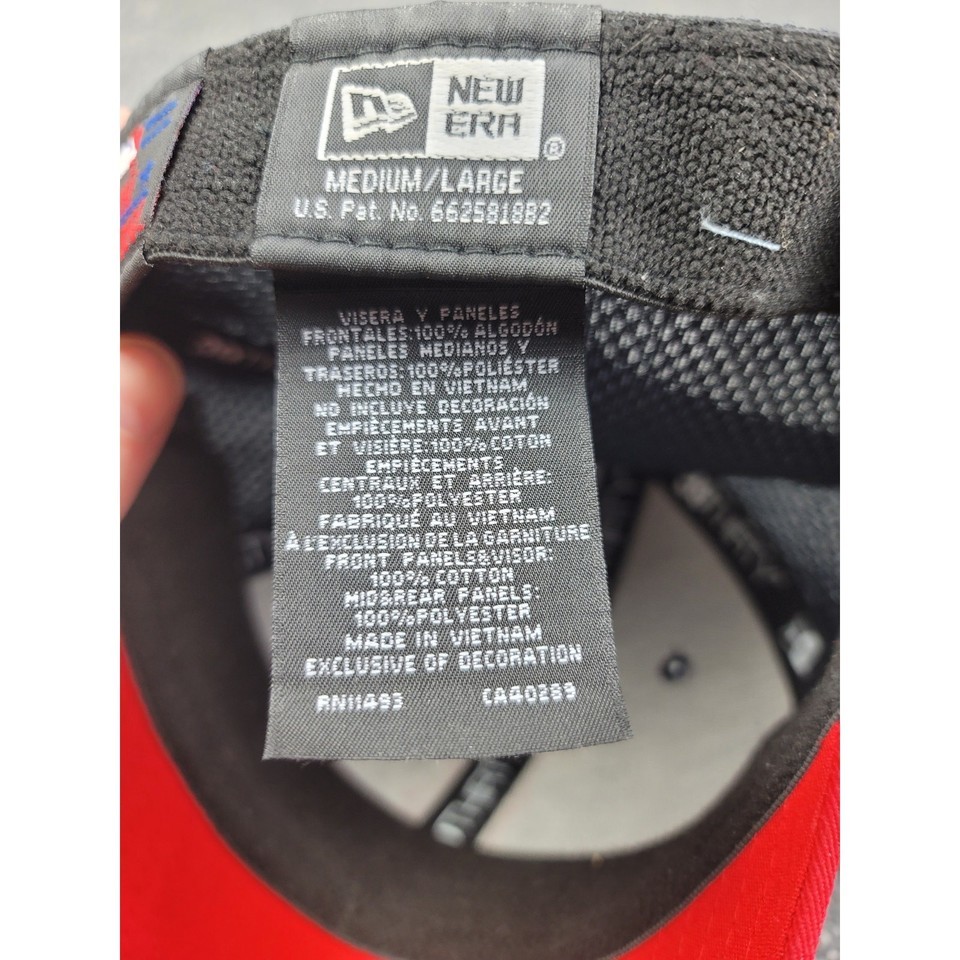 NEW
ERA®
MEDIUM/LARGE
U.S. Pat. No. 6625818B2
VISERA Y PANELES
FRONTALES:100% ALGODÓN
PANELES MEDIANOS Y
TRASEROS:100%POLIÉSTER
HECHO EN VIETNAM
NO INCLUYE DECORACIÓN
EMPIÈCEMENTS AVANT
ET VISIÈRE:100%COTON
EMPIÈCEMENTS
CENTRAUX ET ARRIÈRE:
100%POLYESTER
FABRIQUÉ AU VIETNAM
À L'EXCLUSION DE LA GARNITURE
FRONT PANELS&VISOR:
100% COTTON
MID&REAR PANELS:
100%POLYESTER
MADE IN VIETNAM
EXCLUSIVE OF DECORATION
RN11493 CA40289